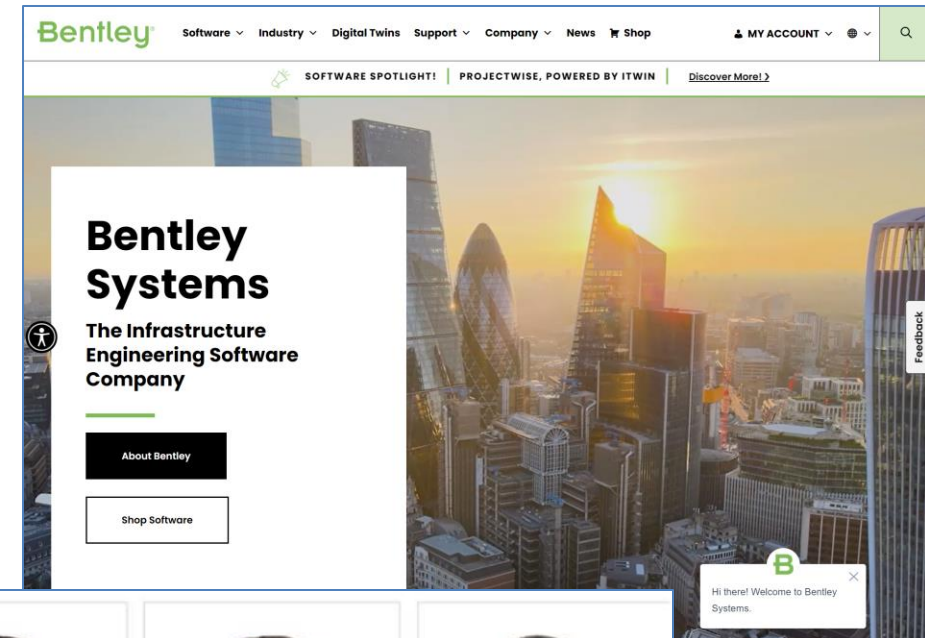 Bentley
Software Industry Digital Twins Support Company News Shop MY ACCOUNT
SOFTWARE SPOTLIGHT! PROJECTWISE, POWERED BY ITWIN Discover More! ❯
Bentley
Systems
The Infrastructure
Engineering Software
Company
About Bentley
Shop Software
Feedback
B
Hi there! Welcome to Bentley
Systems.